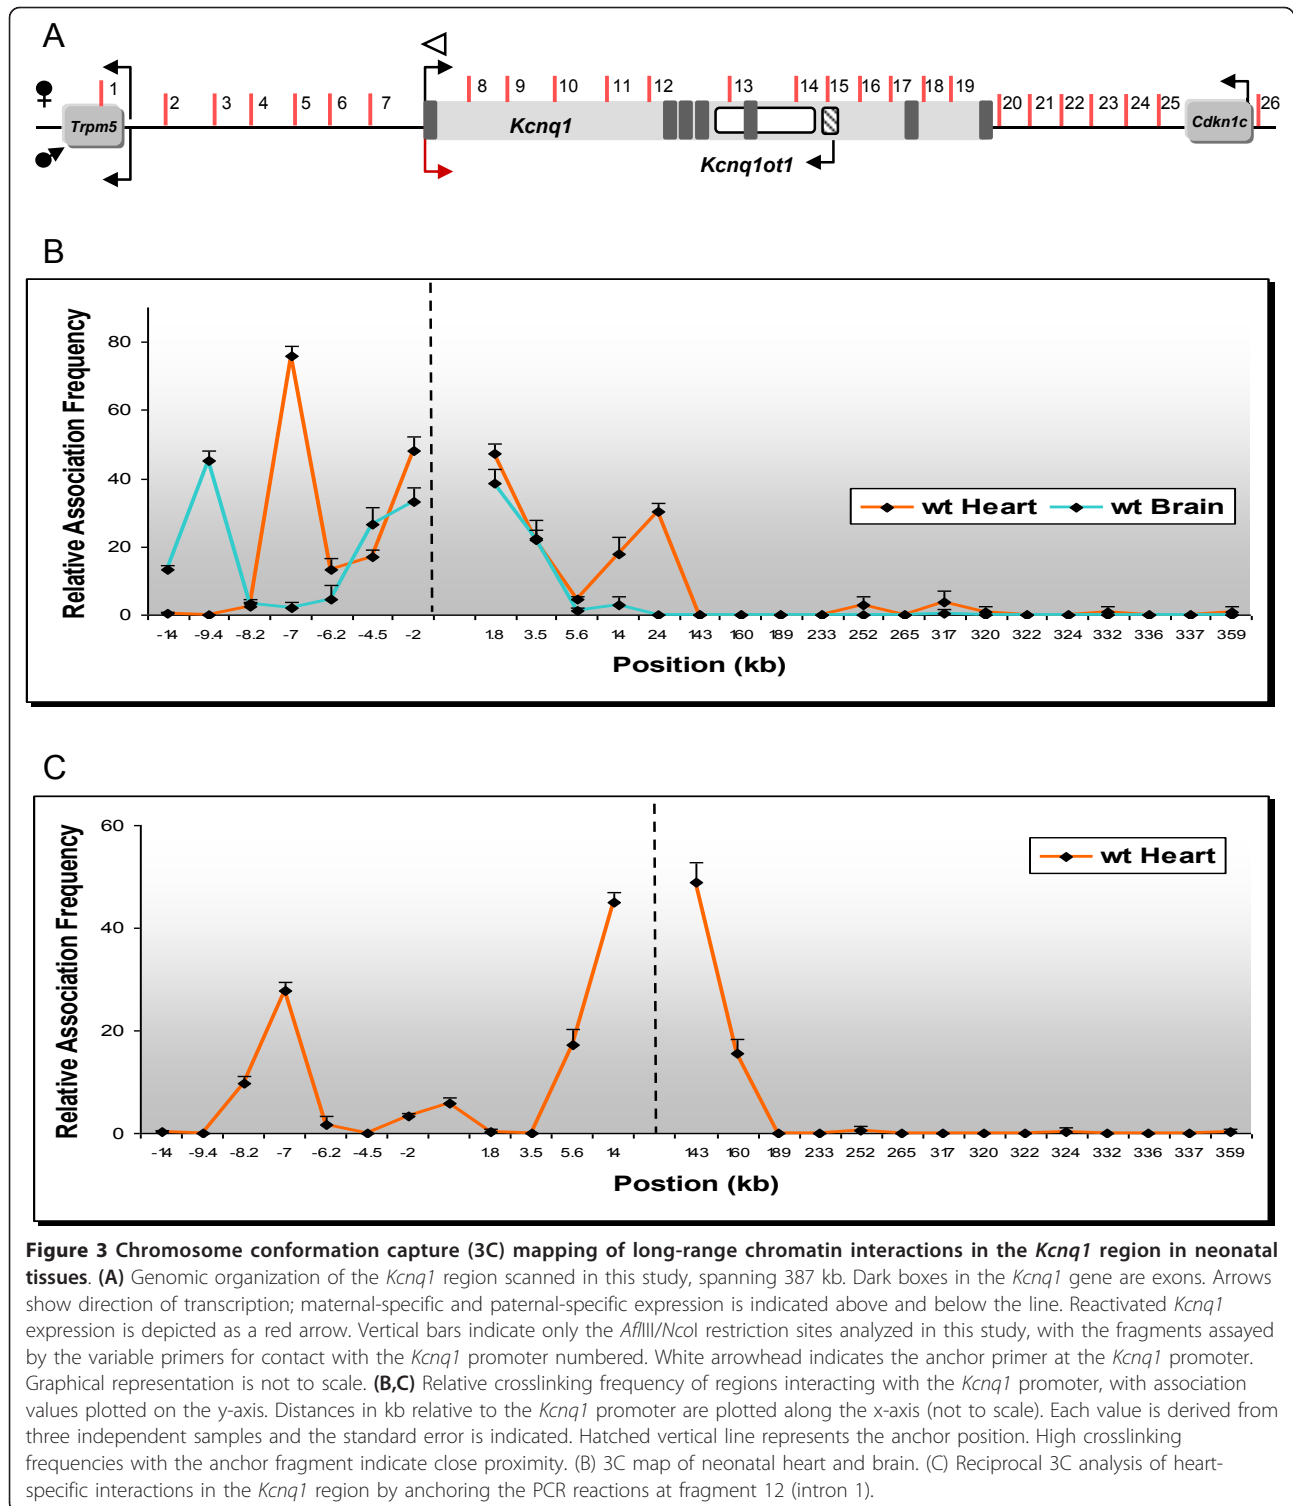 A
1 2 3 4 5 6 7 8 9 10 11 12 13 14 15 16 17 18 19 20 21 22 23 24 25 26
Trpm5 Kcnq1 Cdkn1c
Kcnq1ot1
B
Relative Association Frequency
80
60
40
20
0
wt Heart wt Brain
-14 -9.4 -8.2 -7 -6.2 -4.5 -2 1.8 3.5 5.6 14 24 143 160 189 233 252 265 317 320 322 324 332 336 337 359
Position (kb)
C
Relative Association Frequency
60
40
20
0
wt Heart
-14 -9.4 -8.2 -7 -6.2 -4.5 -2 1.8 3.5 5.6 14 143 160 189 233 252 265 317 320 322 324 332 336 337 359
Postion (kb)
Figure 3 Chromosome conformation capture (3C) mapping of long-range chromatin interactions in the Kcnq1 region in neonatal
tissues. (A) Genomic organization of the Kcnq1 region scanned in this study, spanning 387 kb. Dark boxes in the Kcnq1 gene are exons. Arrows
show direction of transcription; maternal-specific and paternal-specific expression is indicated above and below the line. Reactivated Kcnq1
expression is depicted as a red arrow. Vertical bars indicate only the AflIII/NcoI restriction sites analyzed in this study, with the fragments assayed
by the variable primers for contact with the Kcnq1 promoter numbered. White arrowhead indicates the anchor primer at the Kcnq1 promoter.
Graphical representation is not to scale. (B,C) Relative crosslinking frequency of regions interacting with the Kcnq1 promoter, with association
values plotted on the y-axis. Distances in kb relative to the Kcnq1 promoter are plotted along the x-axis (not to scale). Each value is derived from
three independent samples and the standard error is indicated. Hatched vertical line represents the anchor position. High crosslinking
frequencies with the anchor fragment indicate close proximity. (B) 3C map of neonatal heart and brain. (C) Reciprocal 3C analysis of heart-
specific interactions in the Kcnq1 region by anchoring the PCR reactions at fragment 12 (intron 1).